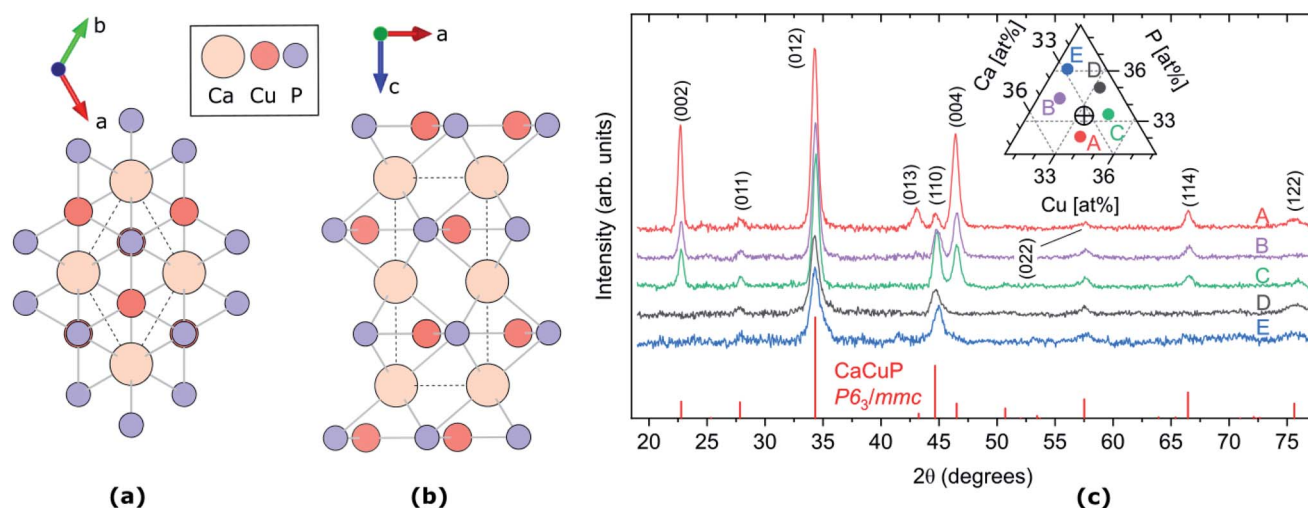 b
a
Ca Cu P
(a)
a
c
(b)
Intensity (arb. units)
(002)
(011)
(012)
(013)
(110)
(004)
(022)
(114)
(122)
Ca [at%]
P [at%]
Cu [at%]
33
36
36
33
33
36
E
D
B
C
A
A
B
C
D
E
CaCuP
P6₃/mmc
20 25 30 35 40 45 50 55 60 65 70 75
2θ (degrees)
(c)